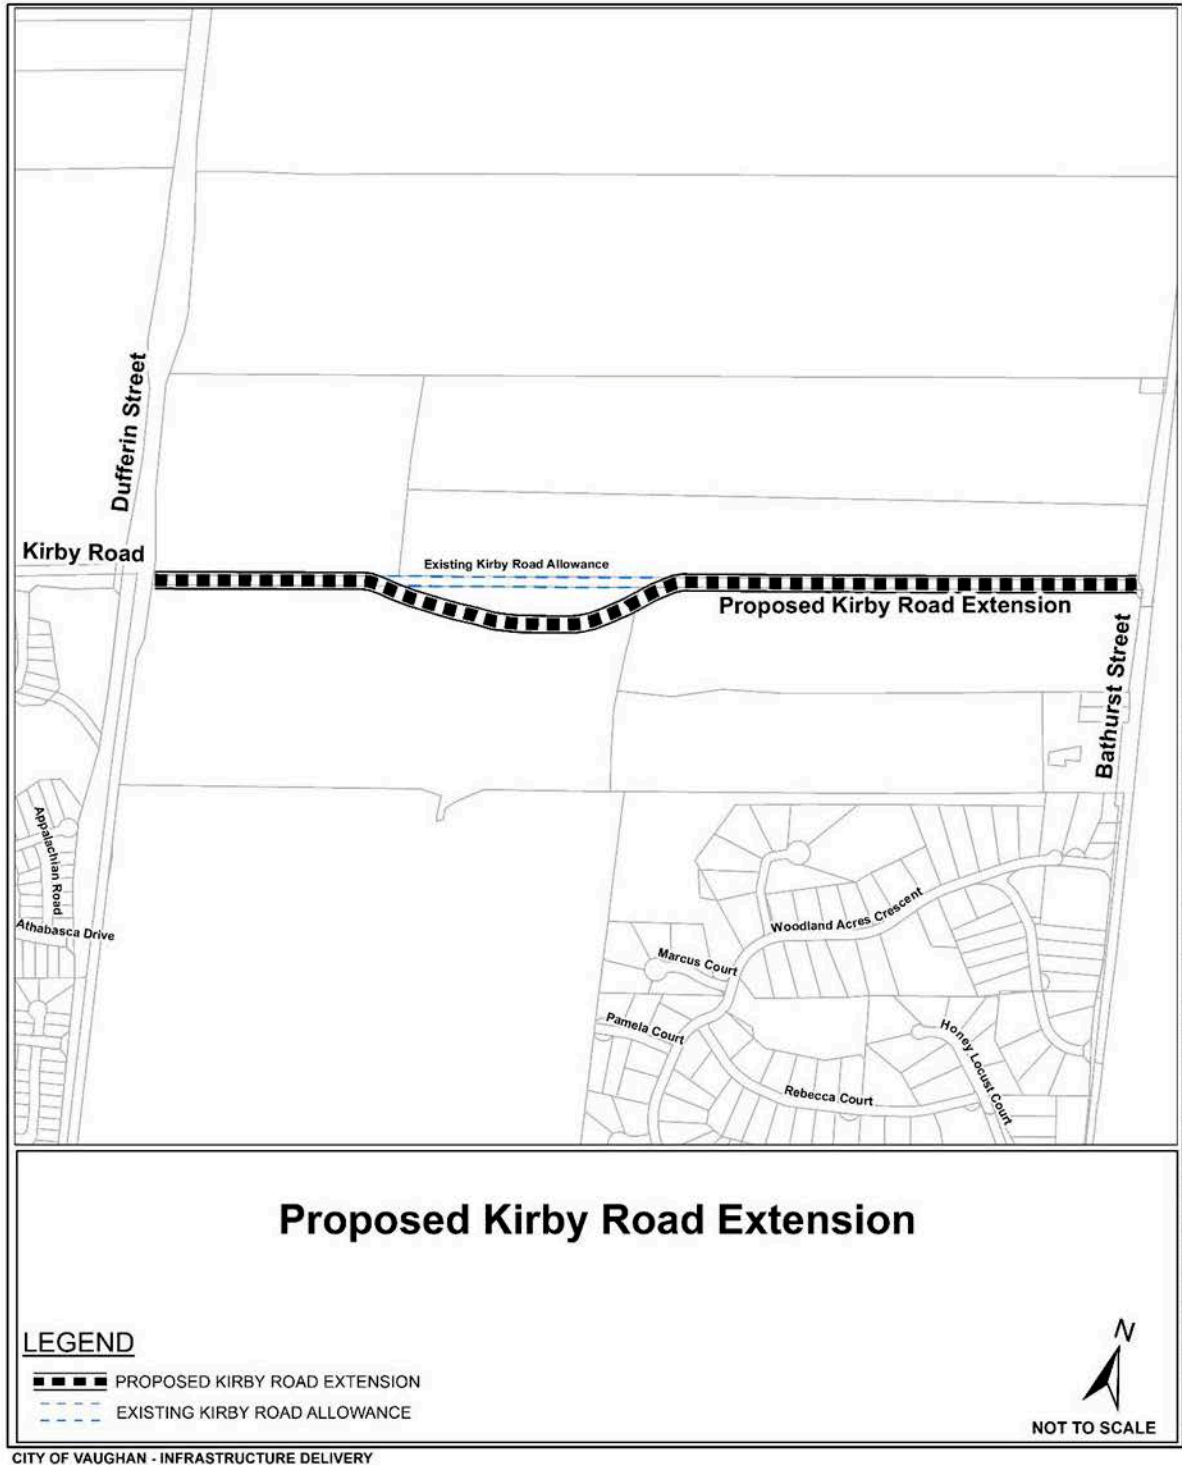 Dufferin Street
Kirby Road
Existing Kirby Road Allowance
Proposed Kirby Road Extension
Bathurst Street
Appalachian Road
Athabasca Drive
Woodland Acres Crescent
Marcus Court
Pamela Court
Honey Locust Court
Rebecca Court
Proposed Kirby Road Extension
LEGEND
PROPOSED KIRBY ROAD EXTENSION
EXISTING KIRBY ROAD ALLOWANCE
N
NOT TO SCALE
CITY OF VAUGHAN - INFRASTRUCTURE DELIVERY